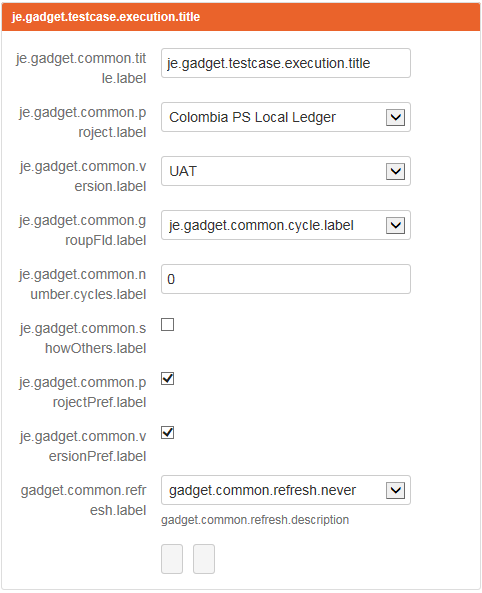 je.gadget.testcase.execution.title
je.gadget.common.tit
le.label
je.gadget.testcase.execution.title
je.gadget.common.p
roject.label
Colombia PS Local Ledger
je.gadget.common.v
ersion.label
UAT
je.gadget.common.g
roupFld.label
je.gadget.common.cycle.label
je.gadget.common.n
umber.cycles.label
0
je.gadget.common.s
howOthers.label
je.gadget.common.p
rojectPref.label
je.gadget.common.v
ersionPref.label
gadget.common.refr
esh.label
gadget.common.refresh.never
gadget.common.refresh.description